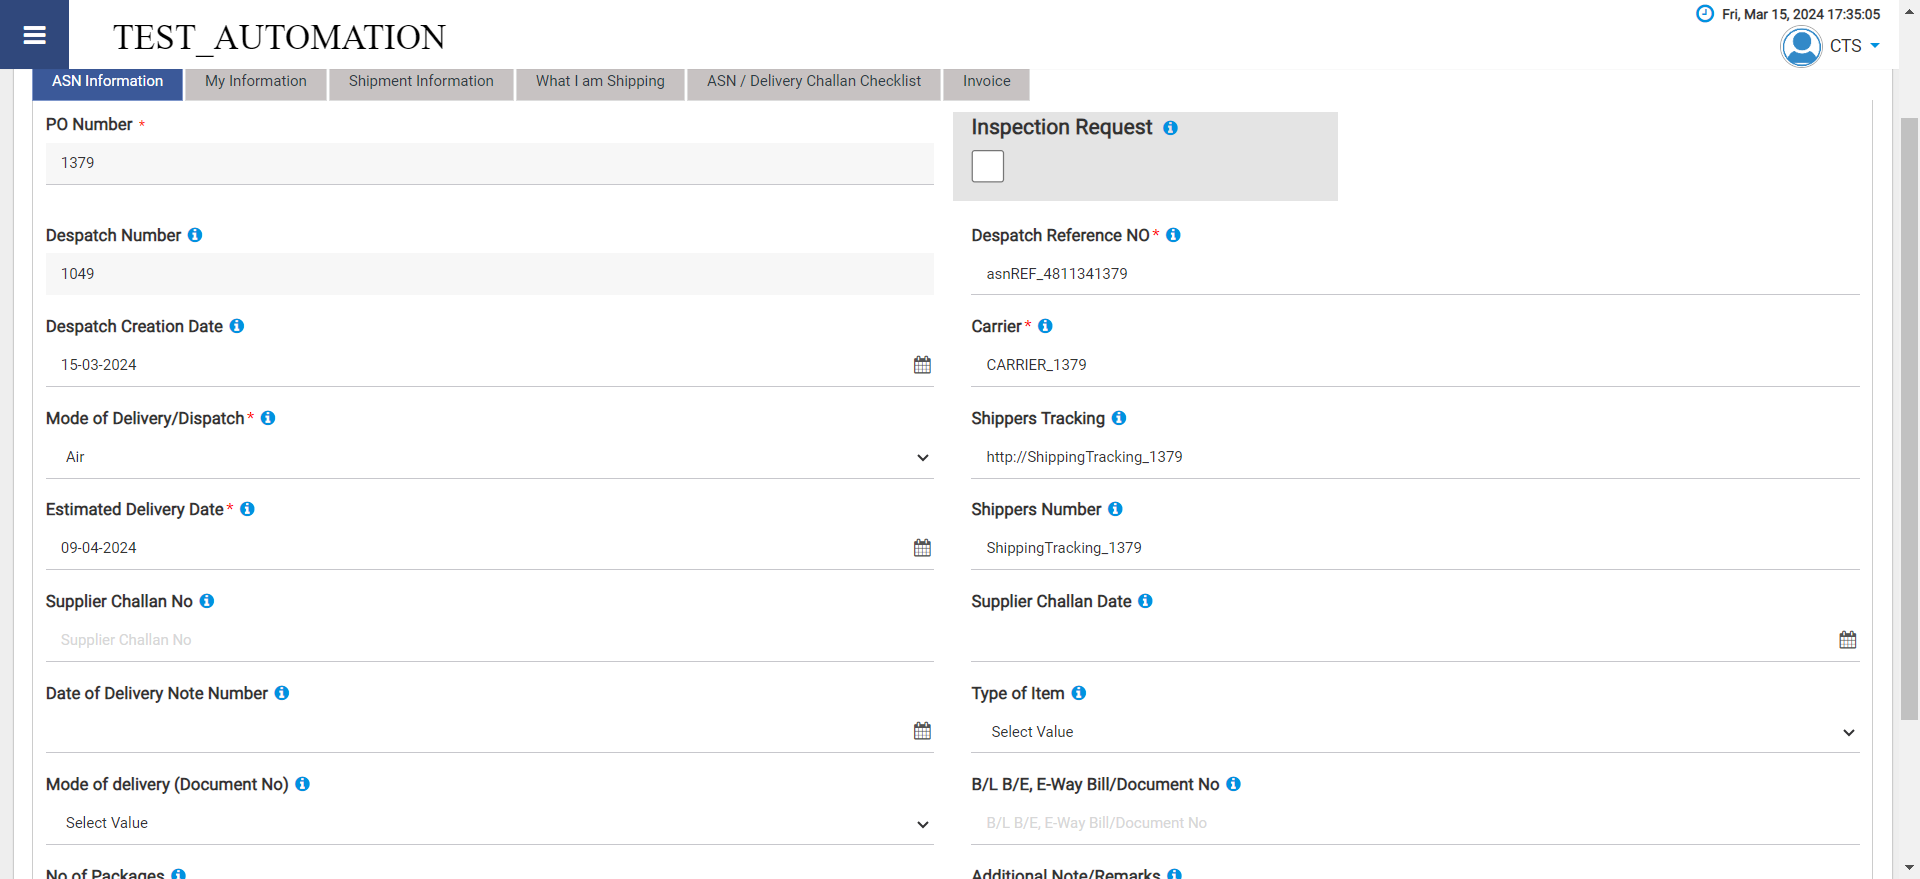 TEST_AUTOMATION
Fri, Mar 15, 2024 17:35:05
CTS
ASN Information
My Information
Shipment Information
What I am Shipping
ASN / Delivery Challan Checklist
Invoice
PO Number *
1379
Inspection Request
Despatch Number
1049
Despatch Reference NO *
asnREF_4811341379
Despatch Creation Date
15-03-2024
Carrier *
CARRIER_1379
Mode of Delivery/Dispatch *
Air
Shippers Tracking
http://ShippingTracking_1379
Estimated Delivery Date *
09-04-2024
Shippers Number
ShippingTracking_1379
Supplier Challan No
Supplier Challan No
Supplier Challan Date
Date of Delivery Note Number
Type of Item
Select Value
Mode of delivery (Document No)
Select Value
B/L B/E, E-Way Bill/Document No
B/L B/E, E-Way Bill/Document No
No of Packages
Additional Note/Remarks